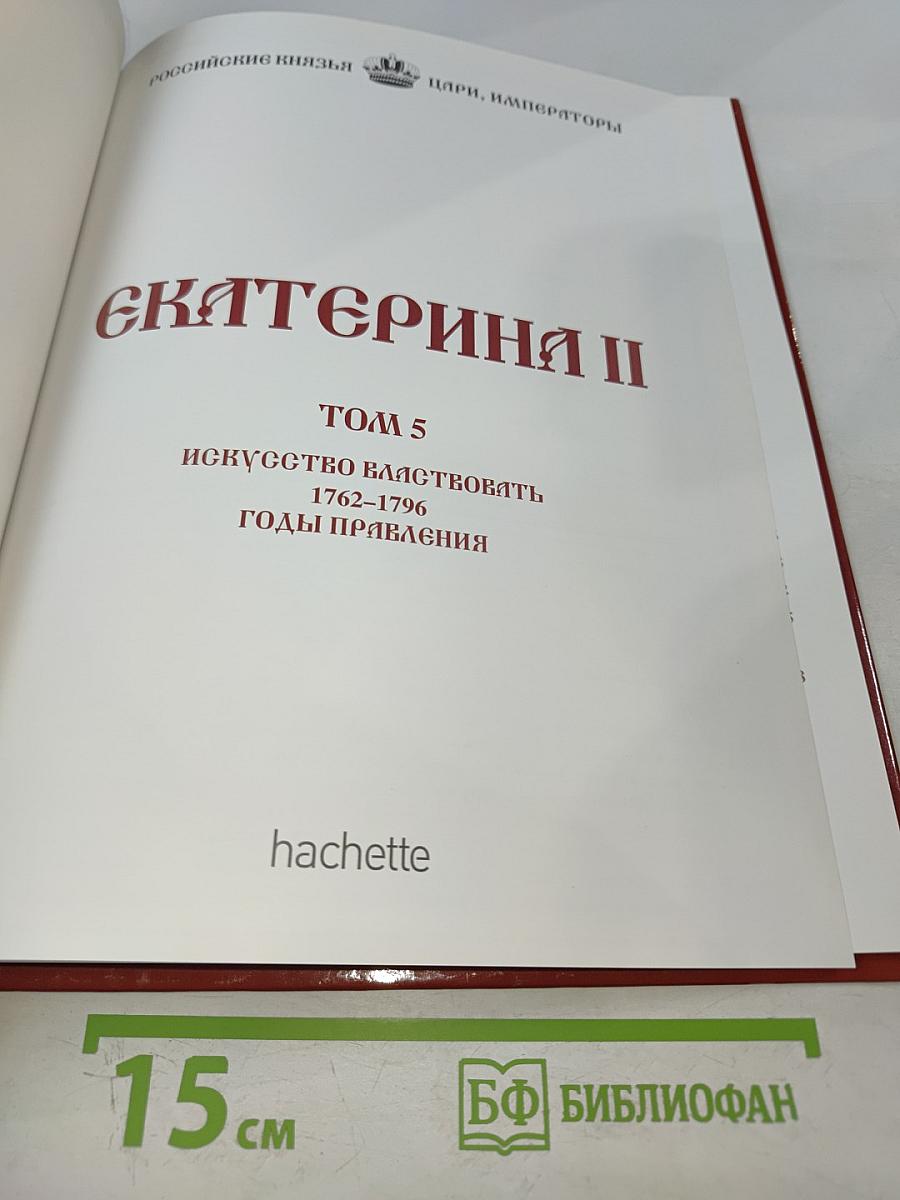 РОССИЙСКИЕ КНЯЗЬЯ ЦАРИ, ИМПЕРАТОРЫ
ЕКАТЕРИНА II
ТОМ 5
ИСКУССТВО ВЛАСТВОВАТЬ
1762–1796
ГОДЫ ПРАВЛЕНИЯ
hachette
15 см
БФ БИБЛИОФАН